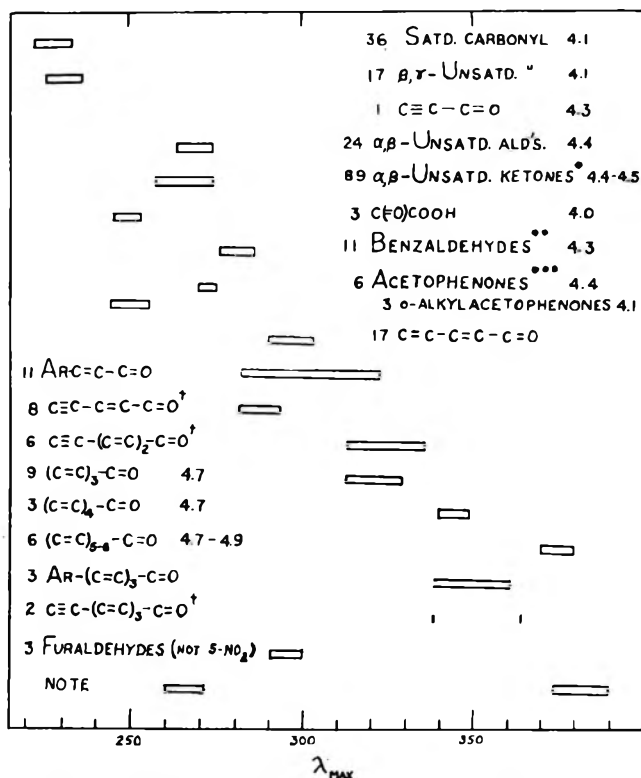 36 SATD. CARBONYL 4.1
17 β,γ-UNSATD. " 4.1
1 C≡C-C=O 4.3
24 α,β-UNSATD. ALD'S. 4.4
89 α,β-UNSATD. KETONES• 4.4-4.5
3 C(=O)COOH 4.0
11 BENZALDEHYDES•• 4.3
6 ACETOPHENONES••• 4.4
3 o-ALKYLACETOPHENONES 4.1
17 C=C-C=C-C=O
11 AR-C=C-C=O
8 C≡C-C=C-C=O†
6 C≡C-(C=C)₂-C=O†
9 (C=C)₃-C=O 4.7
3 (C=C)₄-C=O 4.7
6 (C=C)₅₋₆-C=O 4.7-4.9
3 AR-(C=C)₃-C=O
2 C≡C-(C=C)₃-C=O†
3 FURALDEHYDES (NOT 5-NO₂)
NOTE
250 300 350
λMAX